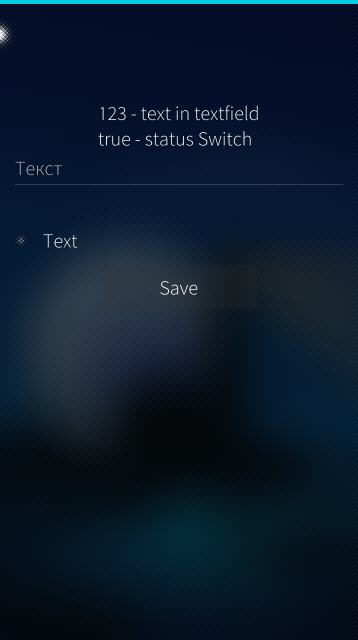 123 - text in textfield
true - status Switch
Текст
Text
Save